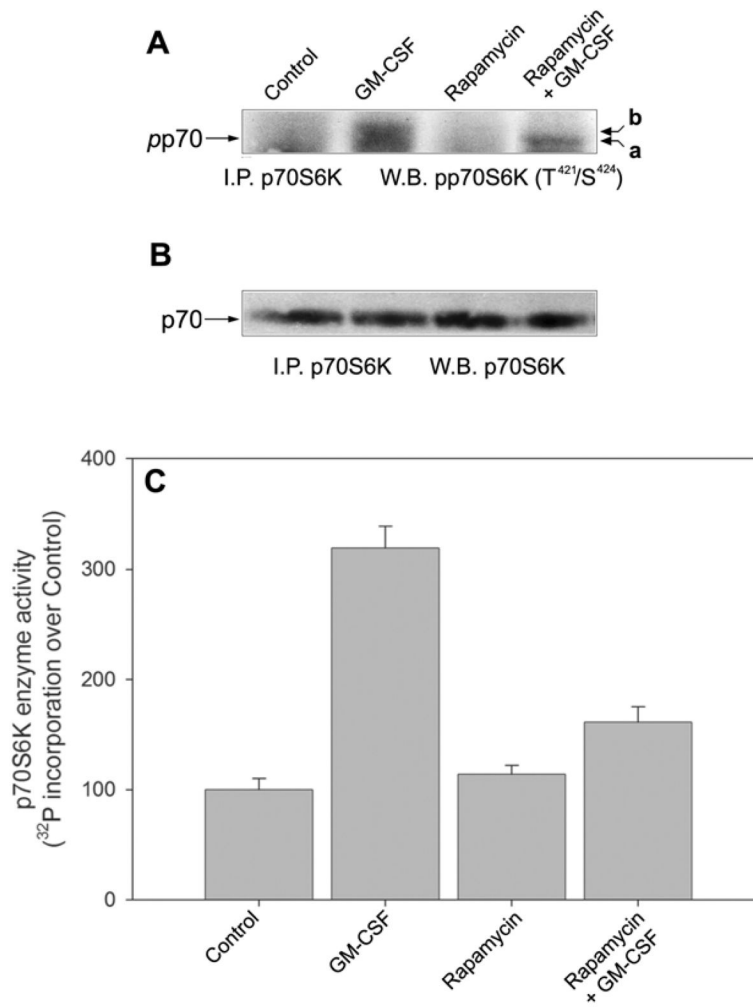 A
Control
GM-CSF
Rapamycin
Rapamycin
+ GM-CSF
pp70
b
a
I.P. p70S6K W.B. pp70S6K (T⁴²¹/S⁴²⁴)
B
p70
I.P. p70S6K W.B. p70S6K
C
p70S6K enzyme activity
(³²P incorporation over Control)
400
300
200
100
0
Control
GM-CSF
Rapamycin
Rapamycin
+ GM-CSF